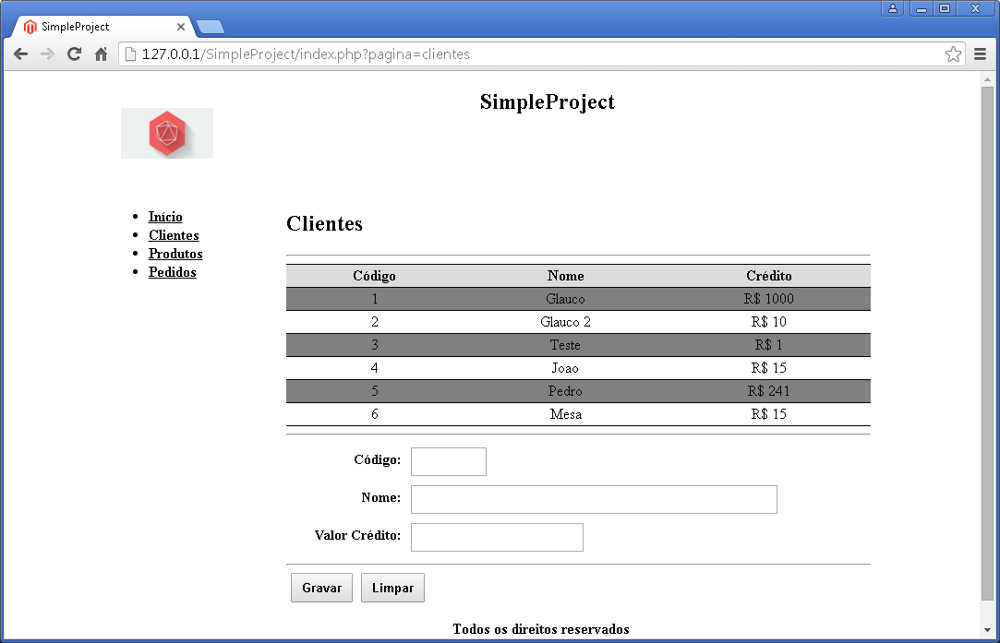 SimpleProject
127.0.0.1/SimpleProject/index.php?pagina=clientes
SimpleProject
Início
Clientes
Produtos
Pedidos
Clientes
Código Nome Crédito
1 Glauco R$ 1000
2 Glauco 2 R$ 10
3 Teste R$ 1
4 Joao R$ 15
5 Pedro R$ 241
6 Mesa R$ 15
Código:
Nome:
Valor Crédito:
Gravar Limpar
Todos os direitos reservados